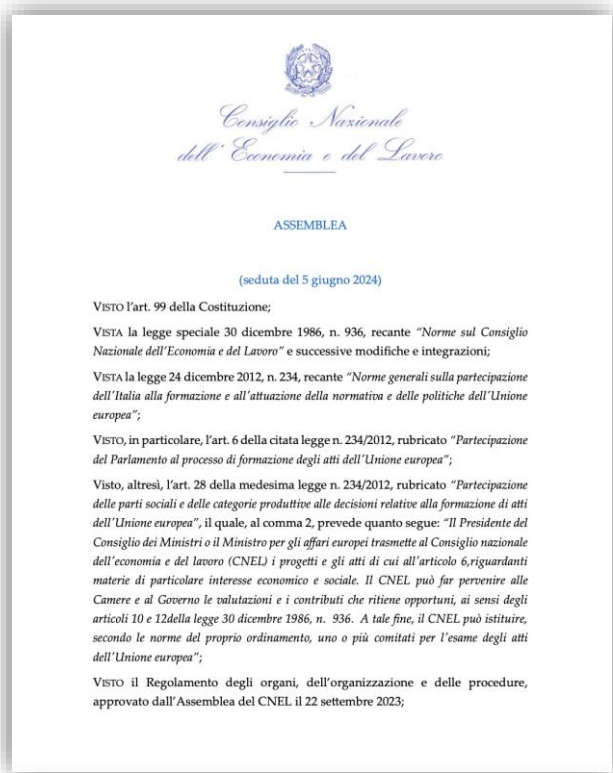 Consiglio Nazionale
dell'Economia e del Lavoro
ASSEMBLEA
(seduta del 5 giugno 2024)
VISTO l'art. 99 della Costituzione;
VISTA la legge speciale 30 dicembre 1986, n. 936, recante “Norme sul Consiglio
Nazionale dell'Economia e del Lavoro” e successive modifiche e integrazioni;
VISTA la legge 24 dicembre 2012, n. 234, recante “Norme generali sulla partecipazione
dell'Italia alla formazione e all'attuazione della normativa e delle politiche dell'Unione
europea”;
VISTO, in particolare, l'art. 6 della citata legge n. 234/2012, rubricato “Partecipazione
del Parlamento al processo di formazione degli atti dell'Unione europea”;
Visto, altresì, l'art. 28 della medesima legge n. 234/2012, rubricato “Partecipazione
delle parti sociali e delle categorie produttive alle decisioni relative alla formazione di atti
dell'Unione europea”, il quale, al comma 2, prevede quanto segue: “Il Presidente del
Consiglio dei Ministri o il Ministro per gli affari europei trasmette al Consiglio nazionale
dell'economia e del lavoro (CNEL) i progetti e gli atti di cui all'articolo 6,riguardanti
materie di particolare interesse economico e sociale. Il CNEL può far pervenire alle
Camere e al Governo le valutazioni e i contributi che ritiene opportuni, ai sensi degli
articoli 10 e 12della legge 30 dicembre 1986, n. 936. A tale fine, il CNEL può istituire,
secondo le norme del proprio ordinamento, uno o più comitati per l'esame degli atti
dell'Unione europea”;
VISTO il Regolamento degli organi, dell'organizzazione e delle procedure,
approvato dall'Assemblea del CNEL il 22 settembre 2023;